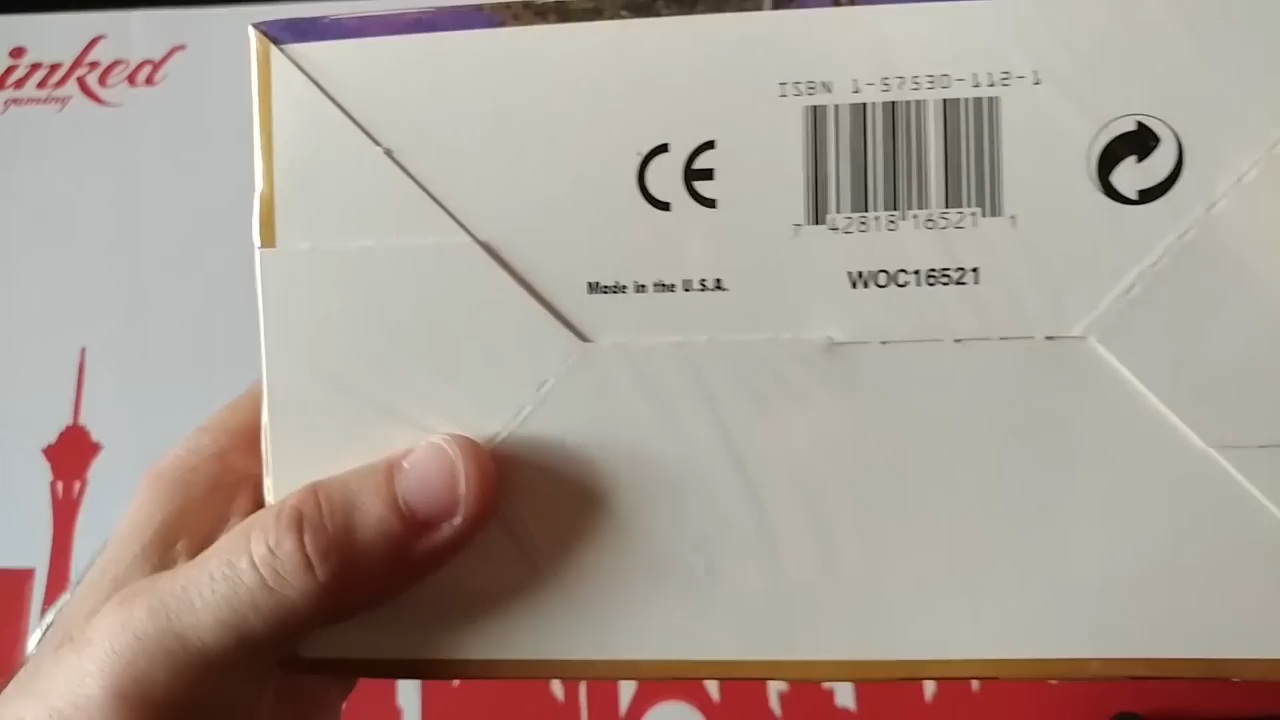 inked
gaming
ISBN 1-57530-112-1
CE
7 42818 16521 1
Made in the U.S.A.
WOC16521